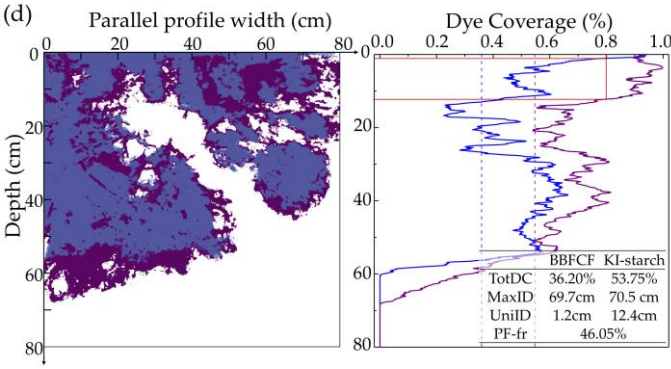 (d)
Parallel profile width (cm)
0 20 40 60 80
Depth (cm)
0
20
40
60
80
Dye Coverage (%)
0.0 0.2 0.4 0.6 0.8 1.0
0
20
40
60
80
BBFCF KI-starch
TotDC 36.20% 53.75%
MaxID 69.7cm 70.5 cm
UniID 1.2cm 12.4cm
PF-fr 46.05%